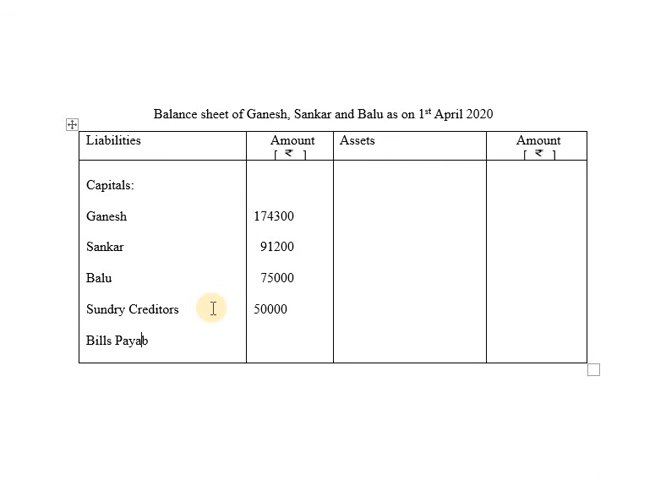 Balance sheet of Ganesh, Sankar and Balu as on 1st April 2020
Liabilities Amount Assets Amount
[ ₹ ] [ ₹ ]
Capitals:
Ganesh 174300
Sankar 91200
Balu 75000
Sundry Creditors 50000
Bills Payab